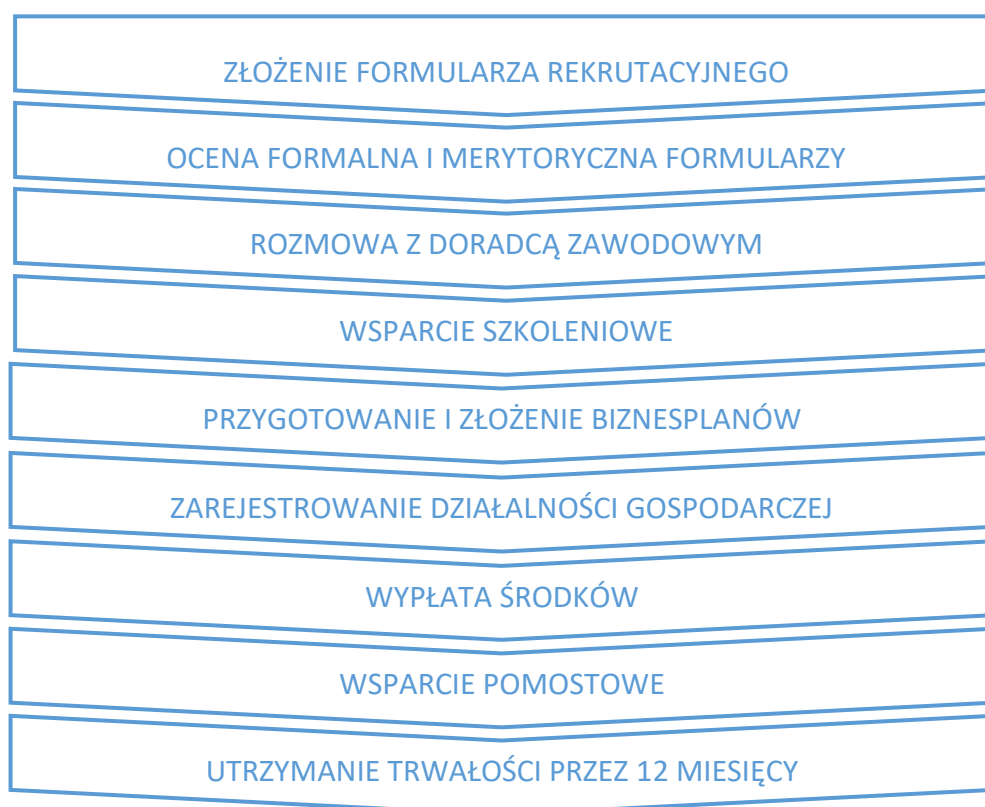 ZŁOŻENIE FORMULARZA REKRUTACYJNEGO
OCENA FORMALNA I MERYTORYCZNA FORMULARZY
ROZMOWA Z DORADCĄ ZAWODOWYM
WSPARCIE SZKOLENIOWE
PRZYGOTOWANIE I ZŁOŻENIE BIZNESPLANÓW
ZAREJESTROWANIE DZIAŁALNOŚCI GOSPODARCZEJ
WYPŁATA ŚRODKÓW
WSPARCIE POMOSTOWE
UTRZYMANIE TRWAŁOŚCI PRZEZ 12 MIESIĘCY